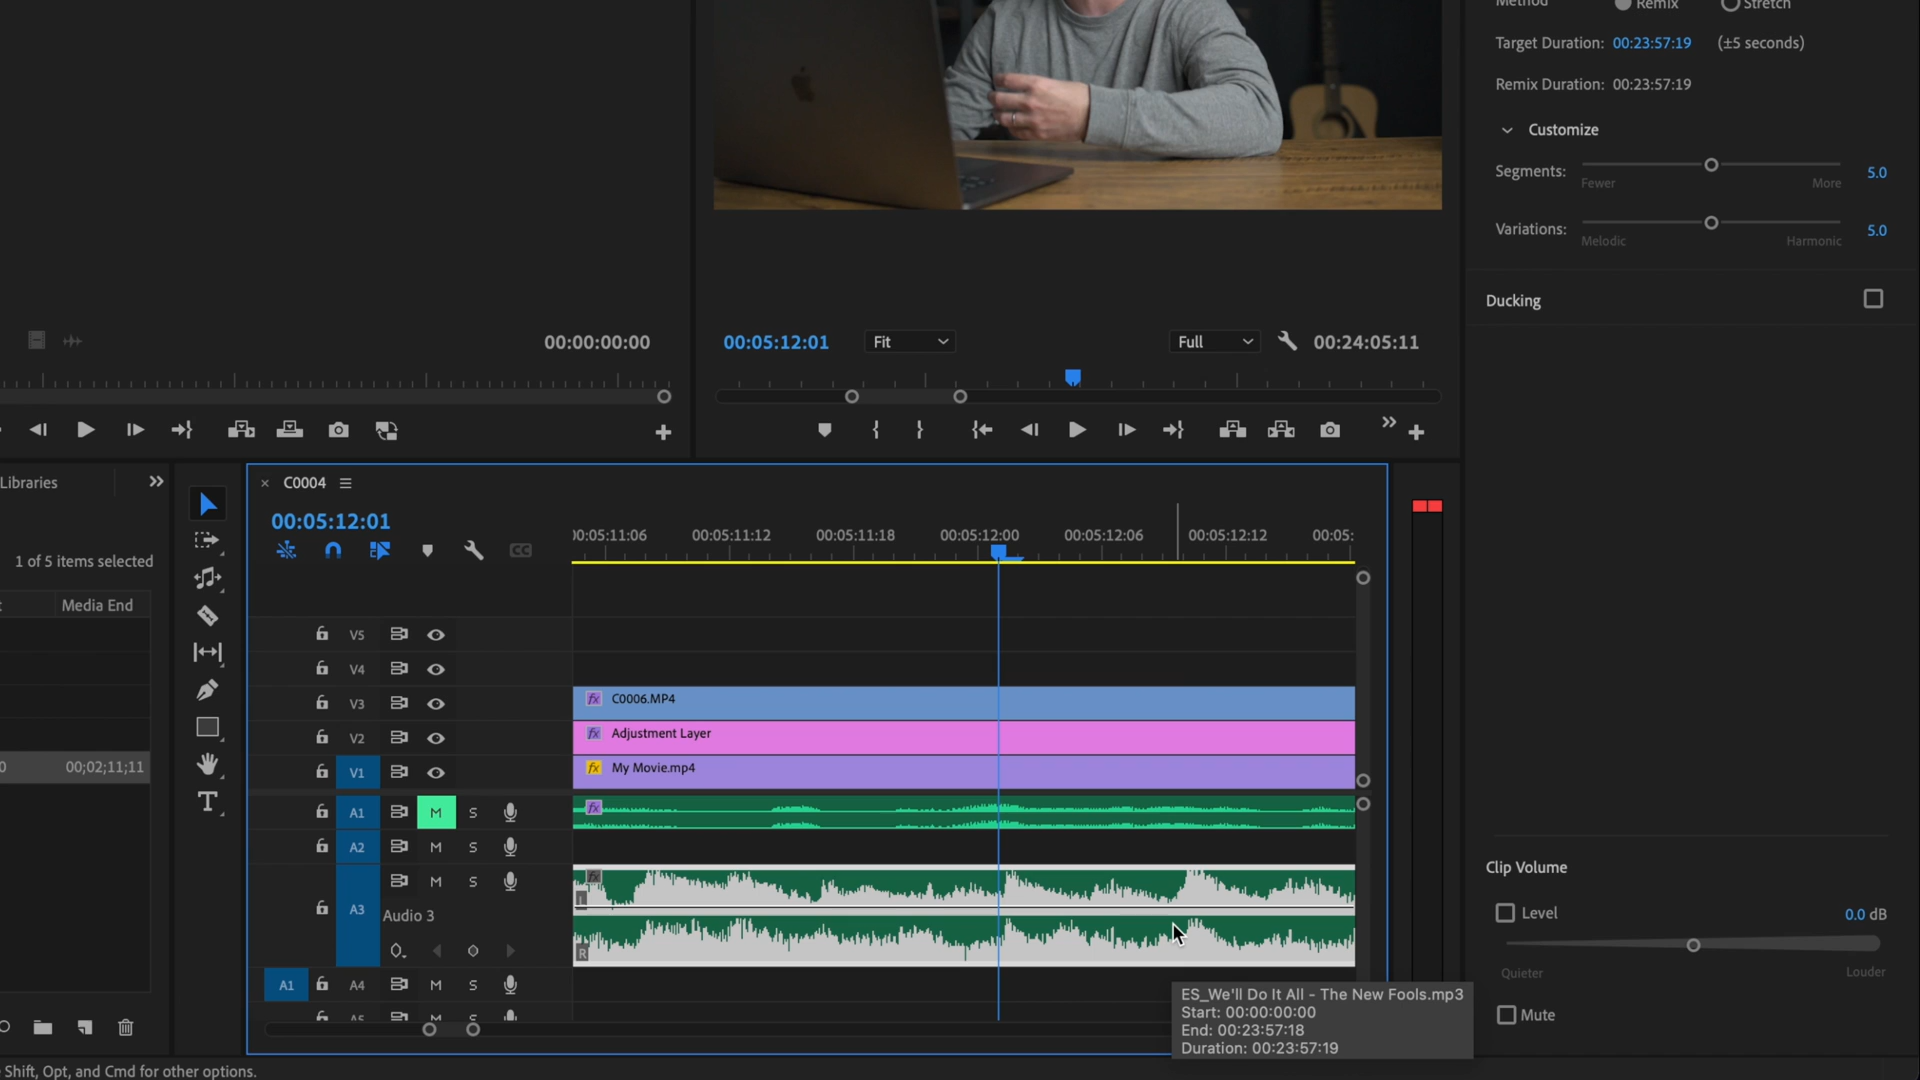 Method Remix Stretch
Target Duration: 00:23:57:19 (±5 seconds)
Remix Duration: 00:23:57:19
Customize
Segments: 5.0
Fewer More
Variations: 5.0
Melodic Harmonic
Ducking
00:00:00:00
00:05:12:01 Fit Full 00:24:05:11
Libraries
C0004
00:05:12:01
00:05:11:06 00:05:11:12 00:05:11:18 00:05:12:00 00:05:12:06 00:05:12:12 00:05:
CC
1 of 5 items selected
Media End
00;02;11;11
V5
V4
V3 fx C0006.MP4
V2 fx Adjustment Layer
V1 fx My Movie.mp4
A1 M S fx
A2 M S
M S fx
L
A3
Audio 3
R
A1 A4 M S
A5 M S
ES_We'll Do It All - The New Fools.mp3
Start: 00:00:00:00
End: 00:23:57:18
Duration: 00:23:57:19
Clip Volume
Level 0.0 dB
Quieter Louder
Mute
Shift, Opt, and Cmd for other options.